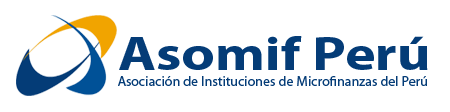 Asomif Perú
Asociación de Instituciones de Microfinanzas del Perú